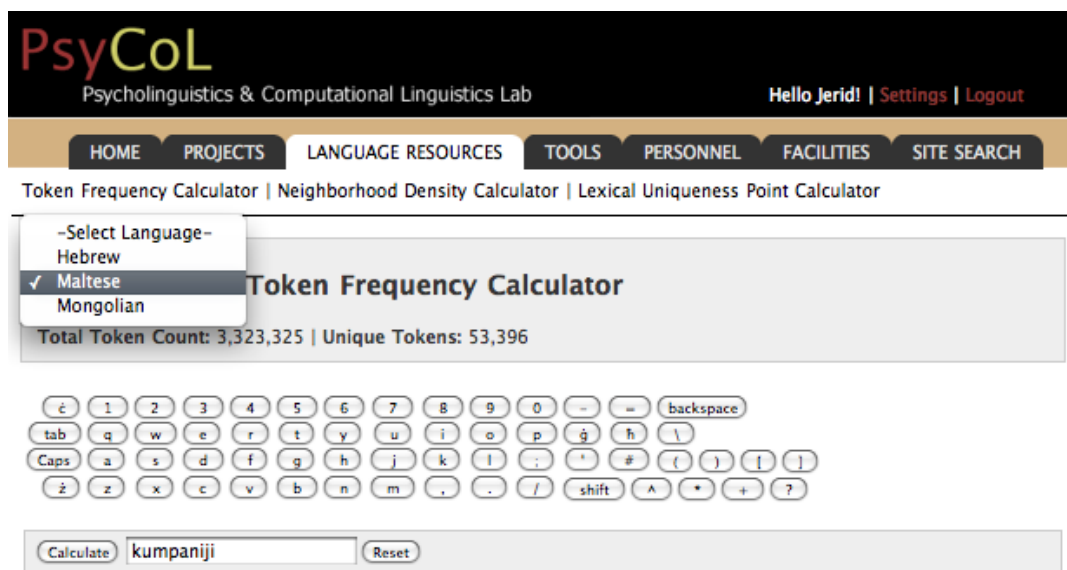 PsyCoL
Psycholinguistics & Computational Linguistics Lab
Hello Jerid! | Settings | Logout
HOME PROJECTS LANGUAGE RESOURCES TOOLS PERSONNEL FACILITIES SITE SEARCH
Token Frequency Calculator | Neighborhood Density Calculator | Lexical Uniqueness Point Calculator
-Select Language-
Hebrew
✓ Maltese
Mongolian
Token Frequency Calculator
Total Token Count: 3,323,325 | Unique Tokens: 53,396
ċ 1 2 3 4 5 6 7 8 9 0 - = backspace
tab q w e r t y u i o p ġ ħ \
Caps a s d f g h j k l ; ' # ( ) [ ]
ż z x c v b n m , . / shift ^ * + ?
Calculate kumpaniji Reset